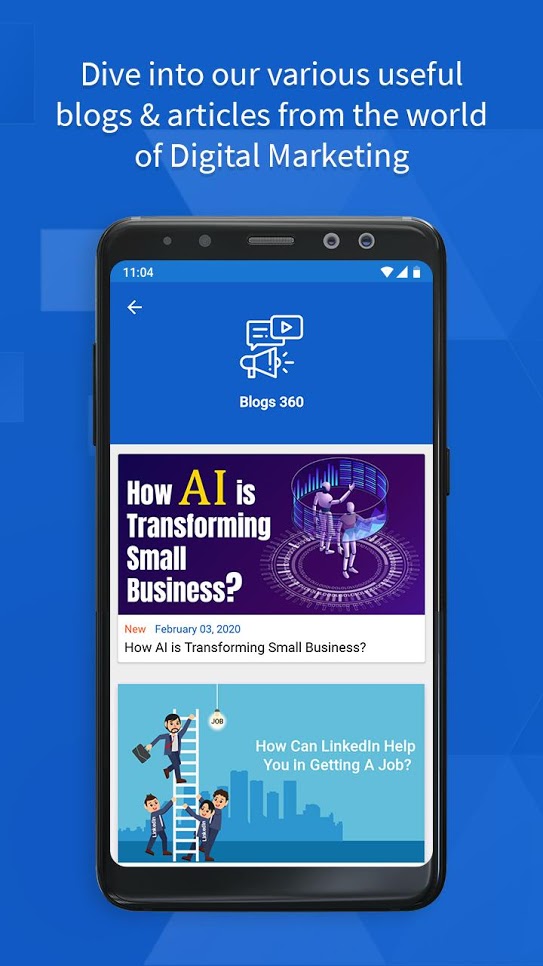 Dive into our various useful
blogs & articles from the world
of Digital Marketing
11:04
Blogs 360
How AI is
Transforming
Small
Business?
New February 03, 2020
How AI is Transforming Small Business?
JOB
How Can LinkedIn Help
You in Getting A Job?
LinkedIn
LinkedIn